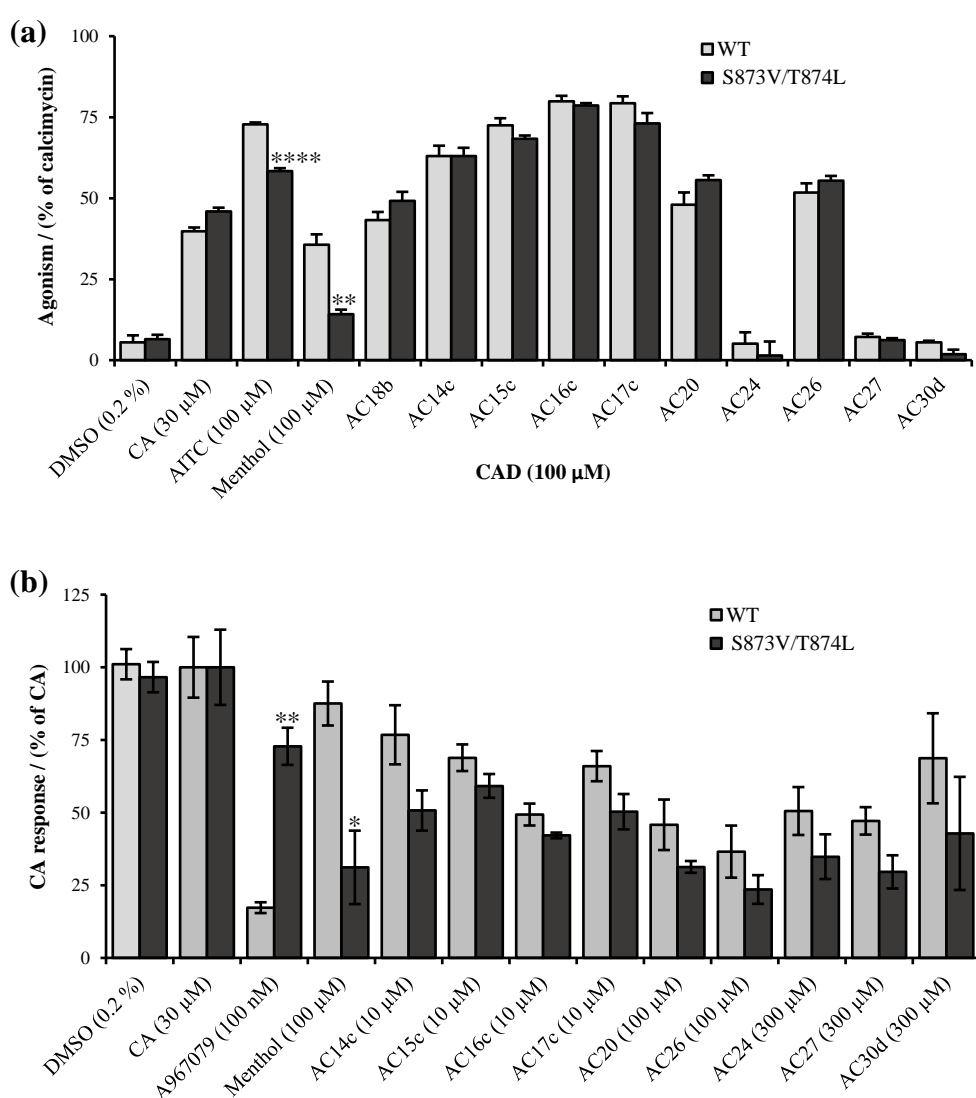 (a)
100
75
50
25
0
Agonism / (% of calcimycin)
WT
S873V/T874L
****
**
DMSO (0.2 %)
CA (30 µM)
AITC (100 µM)
Menthol (100 µM)
AC18b
AC14c
AC15c
AC16c
AC17c
AC20
AC24
AC26
AC27
AC30d
CAD (100 µM)
(b)
125
100
75
50
25
0
CA response / (% of CA)
WT
S873V/T874L
**
*
DMSO (0.2 %)
CA (30 µM)
A967079 (100 nM)
Menthol (100 µM)
AC14c (10 µM)
AC15c (10 µM)
AC16c (10 µM)
AC17c (10 µM)
AC20 (100 µM)
AC26 (100 µM)
AC24 (300 µM)
AC27 (300 µM)
AC30d (300 µM)